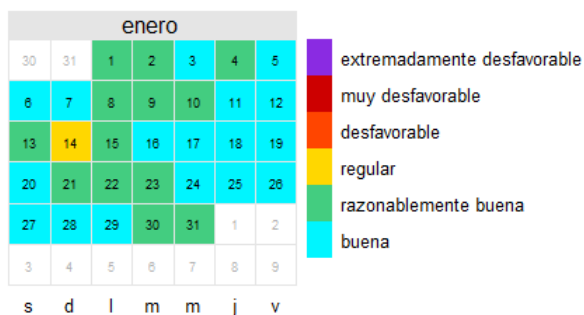 enero
30 31 1 2 3 4 5
6 7 8 9 10 11 12
13 14 15 16 17 18 19
20 21 22 23 24 25 26
27 28 29 30 31 1 2
3 4 5 6 7 8 9
s d l m m j v
extremadamente desfavorable
muy desfavorable
desfavorable
regular
razonablemente buena
buena